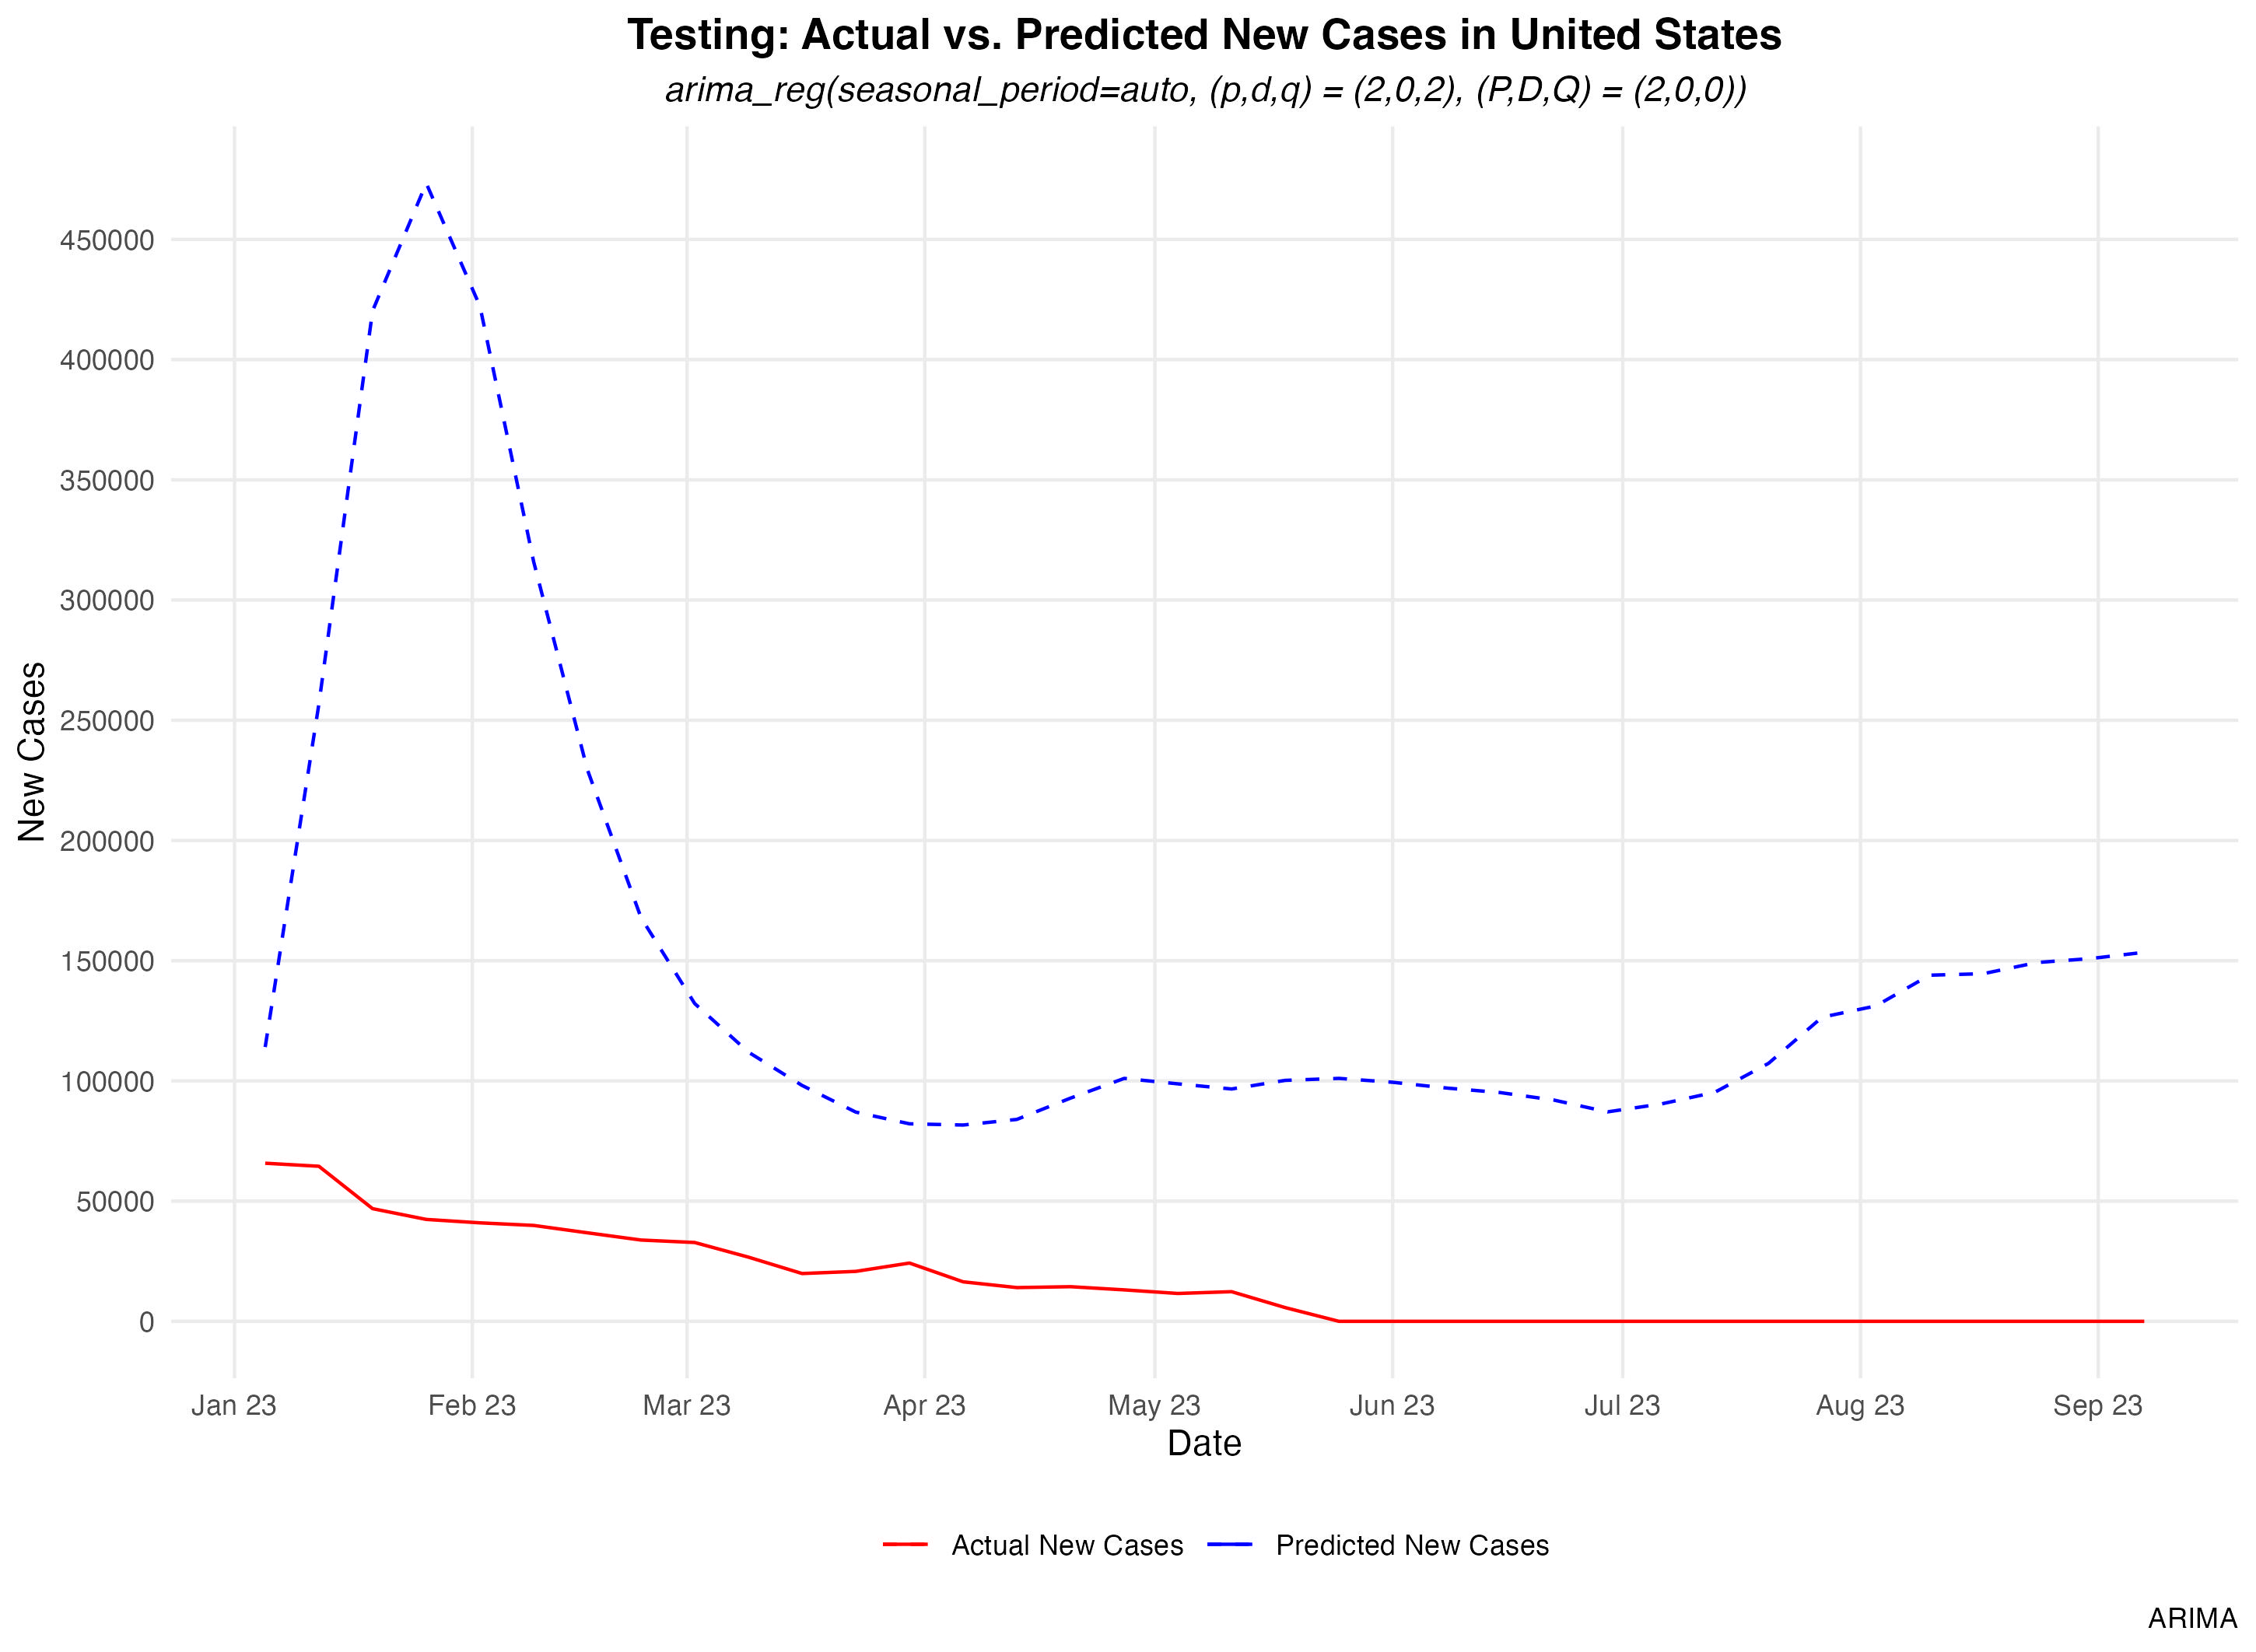 Testing: Actual vs. Predicted New Cases in United States
arima_reg(seasonal_period=auto, (p,d,q) = (2,0,2), (P,D,Q) = (2,0,0))
New Cases
450000
400000
350000
300000
250000
200000
150000
100000
50000
0
Jan 23 Feb 23 Mar 23 Apr 23 May 23 Jun 23 Jul 23 Aug 23 Sep 23
Date
Actual New Cases Predicted New Cases
ARIMA